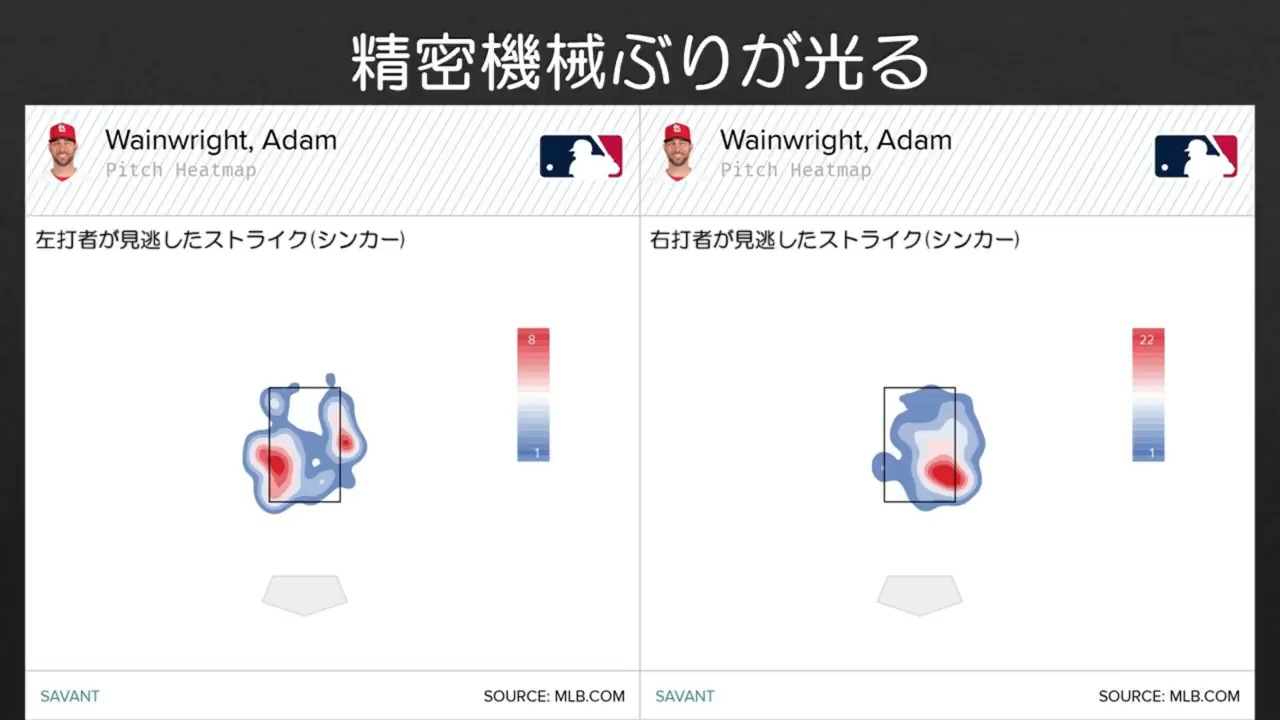 精密機械ぶりが光る
Wainwright, Adam
Pitch Heatmap
左打者が見逃したストライク(シンカー)
8
1
SAVANT
SOURCE: MLB.COM
Wainwright, Adam
Pitch Heatmap
右打者が見逃したストライク(シンカー)
22
1
SAVANT
SOURCE: MLB.COM